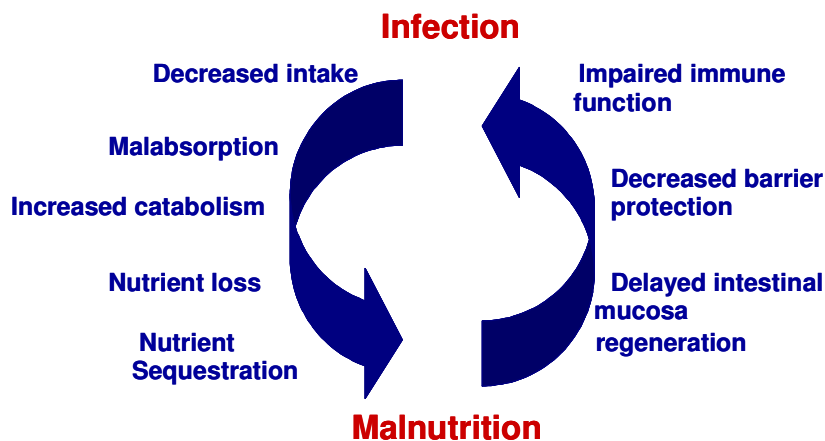 Infection
Decreased intake
Malabsorption
Increased catabolism
Nutrient loss
Nutrient
Sequestration
Impaired immune
function
Decreased barrier
protection
Delayed intestinal
mucosa
regeneration
Malnutrition